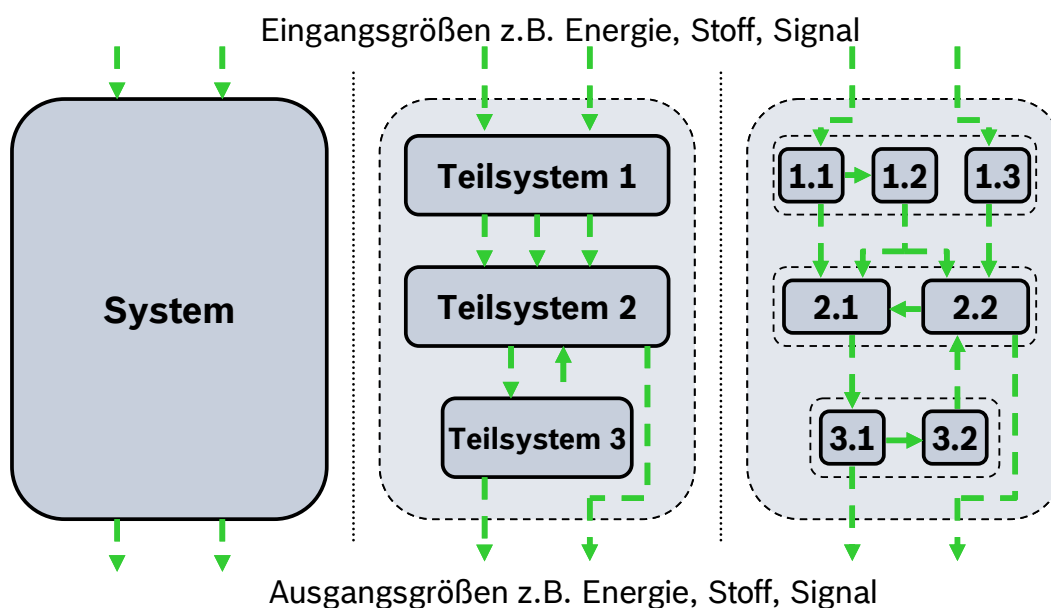 Eingangsgrößen z.B. Energie, Stoff, Signal
System
Teilsystem 1
Teilsystem 2
Teilsystem 3
1.1
1.2
1.3
2.1
2.2
3.1
3.2
Ausgangsgrößen z.B. Energie, Stoff, Signal